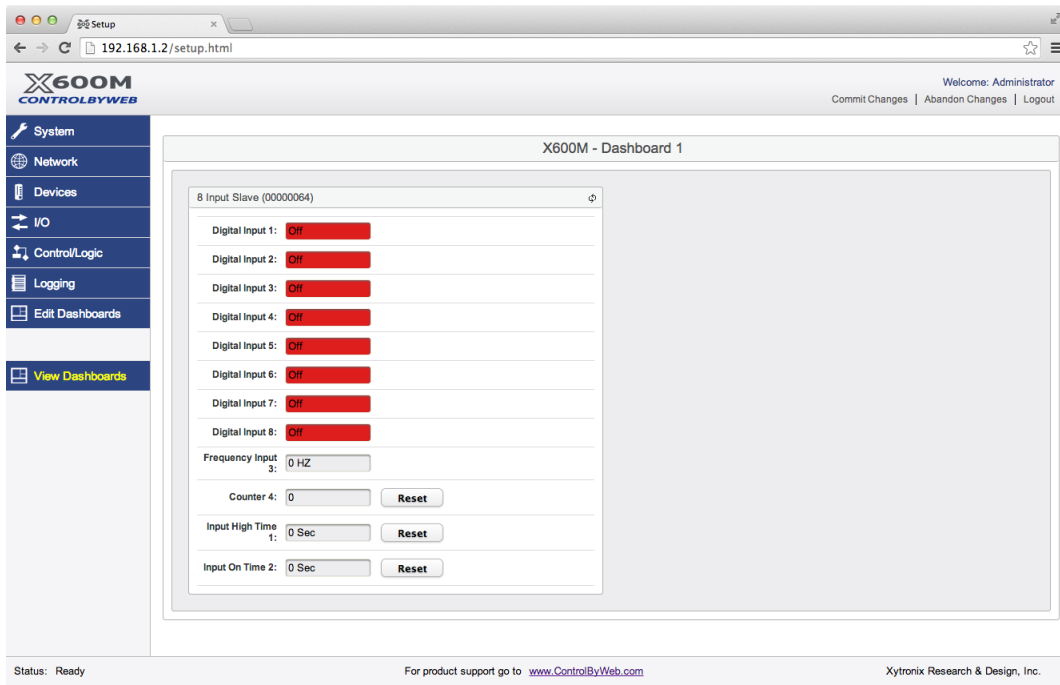 Setup
192.168.1.2/setup.html
X600M
CONTROLBYWEB
Welcome: Administrator
Commit Changes | Abandon Changes | Logout
System
Network
Devices
I/O
Control/Logic
Logging
Edit Dashboards
View Dashboards
X600M - Dashboard 1
8 Input Slave (00000064)
Digital Input 1: Off
Digital Input 2: Off
Digital Input 3: Off
Digital Input 4: Off
Digital Input 5: Off
Digital Input 6: Off
Digital Input 7: Off
Digital Input 8: Off
Frequency Input
3: 0 HZ
Counter 4: 0 Reset
Input High Time
1: 0 Sec Reset
Input On Time 2: 0 Sec Reset
Status: Ready
For product support go to www.ControlByWeb.com
Xytronix Research & Design, Inc.